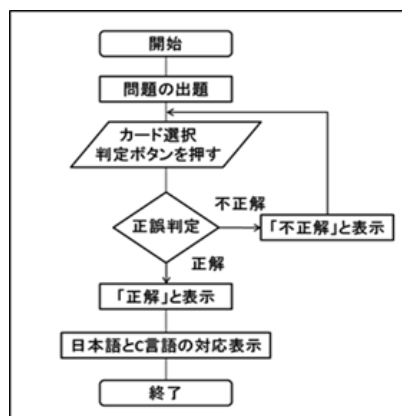 開始
問題の出題
カード選択
判定ボタンを押す
不正解
正誤判定
「不正解」と表示
正解
「正解」と表示
日本語とC言語の対応表示
終了